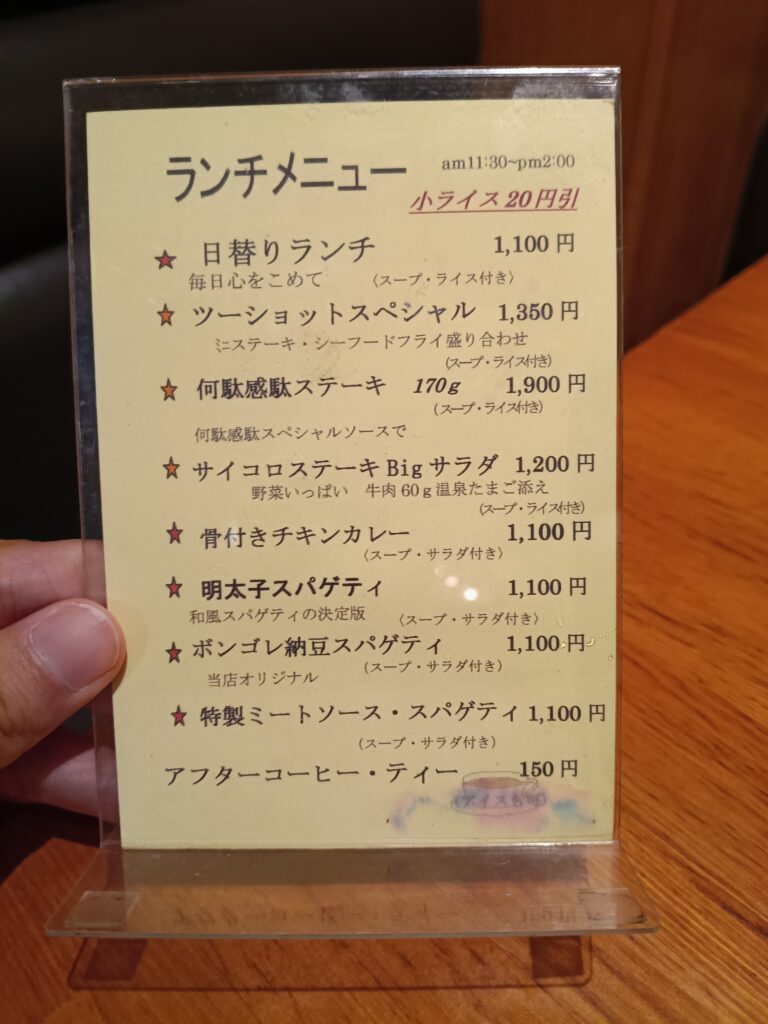 ランチメニュー am11:30~pm2:00
小ライス20円引
★ 日替りランチ 1,100円
毎日心をこめて (スープ・ライス付き)
★ ツーショットスペシャル 1,350円
ミニステーキ・シーフードフライ盛り合わせ
(スープ・ライス付き)
★ 何駄感駄ステーキ 170g 1,900円
(スープ・ライス付き)
何駄感駄スペシャルソースで
★ サイコロステーキBigサラダ 1,200円
野菜いっぱい 牛肉60g温泉たまご添え
(スープ・ライス付き)
★ 骨付きチキンカレー 1,100円
(スープ・サラダ付き)
★ 明太子スパゲティ 1,100円
和風スパゲティの決定版 (スープ・サラダ付き)
★ ボンゴレ納豆スパゲティ 1,100円
(スープ・サラダ付き)
当店オリジナル
★ 特製ミートソース・スパゲティ 1,100円
(スープ・サラダ付き)
アフターコーヒー・ティー 150円
(アイス有可)